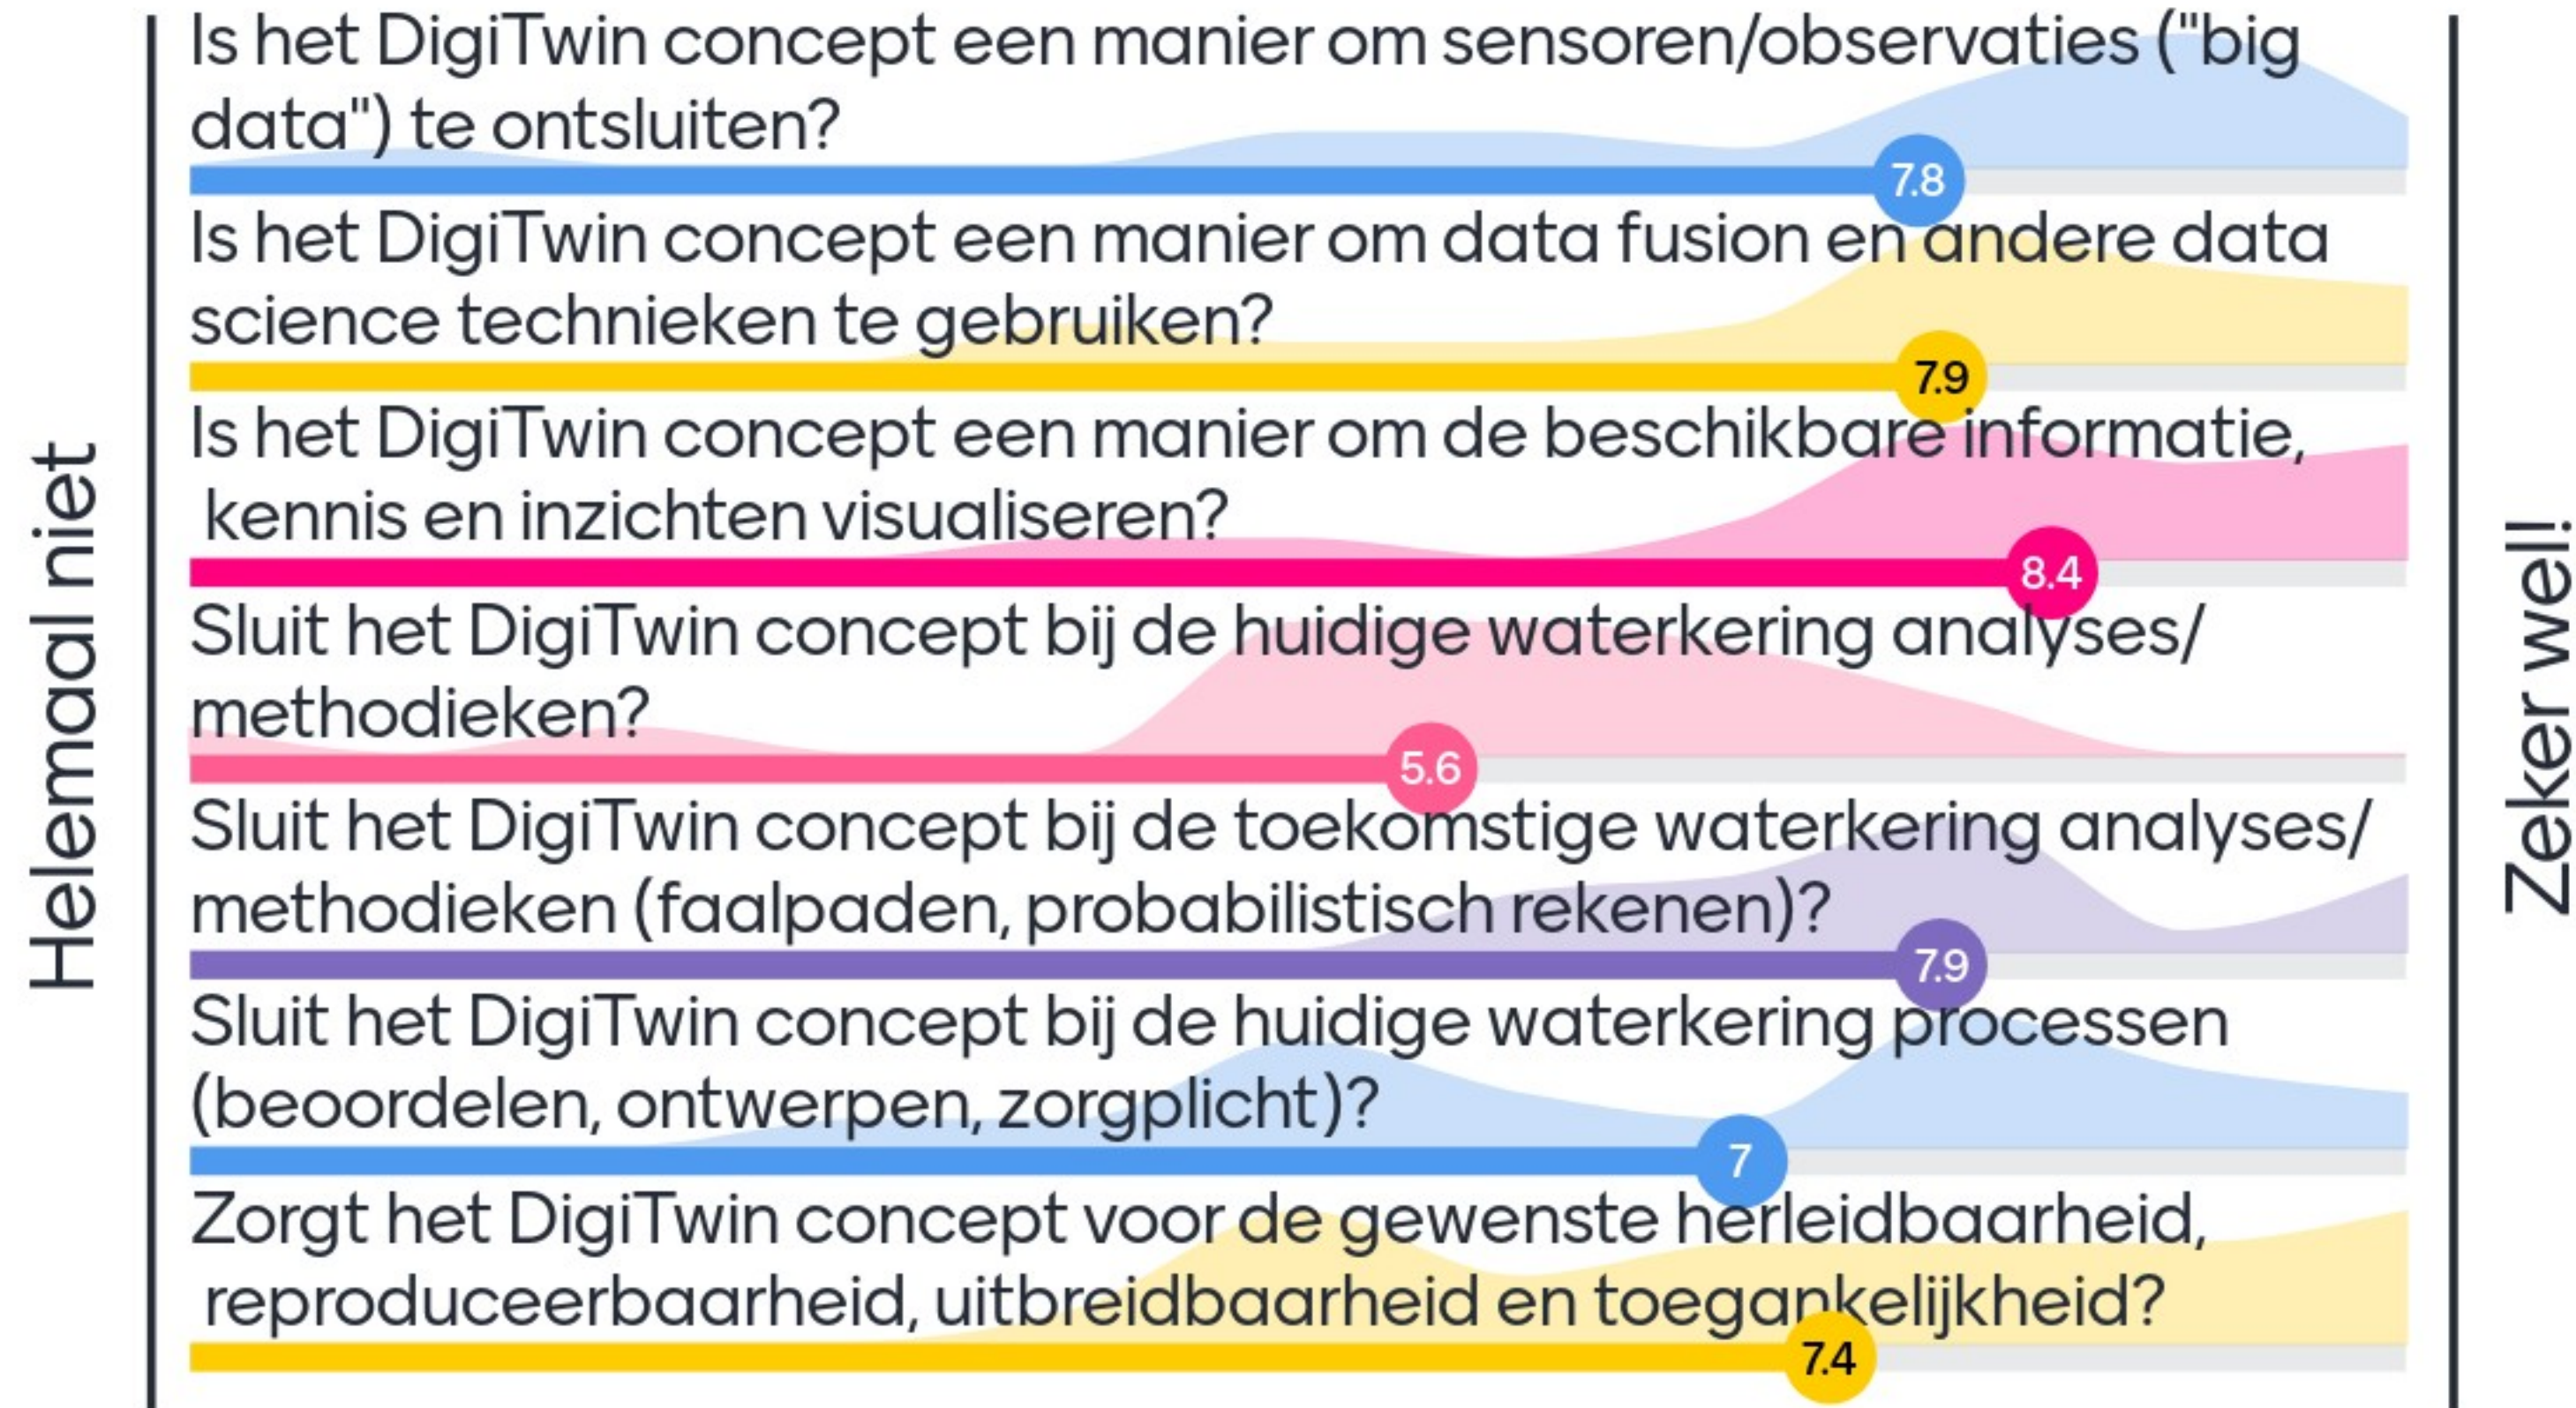 Helemaal niet
Is het DigiTwin concept een manier om sensoren/observaties ("big
data") te ontsluiten?
7.8
Is het DigiTwin concept een manier om data fusion en andere data
science technieken te gebruiken?
7.9
Is het DigiTwin concept een manier om de beschikbare informatie,
kennis en inzichten visualiseren?
8.4
Sluit het DigiTwin concept bij de huidige waterkering analyses/
methodieken?
5.6
Sluit het DigiTwin concept bij de toekomstige waterkering analyses/
methodieken (faalpaden, probabilistisch rekenen)?
7.9
Sluit het DigiTwin concept bij de huidige waterkering processen
(beoordelen, ontwerpen, zorgplicht)?
7
Zorgt het DigiTwin concept voor de gewenste herleidbaarheid,
reproduceerbaarheid, uitbreidbaarheid en toegankelijkheid?
7.4
Zeker wel!